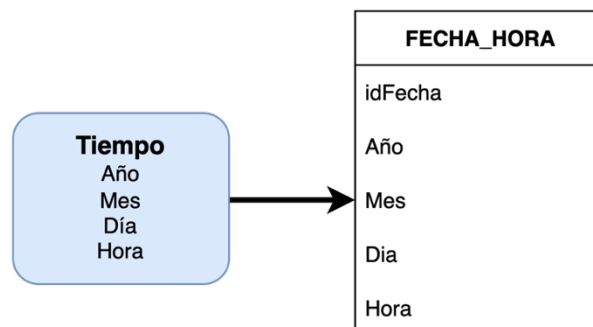 Tiempo
Año
Mes
Día
Hora
FECHA_HORA
idFecha
Año
Mes
Dia
Hora